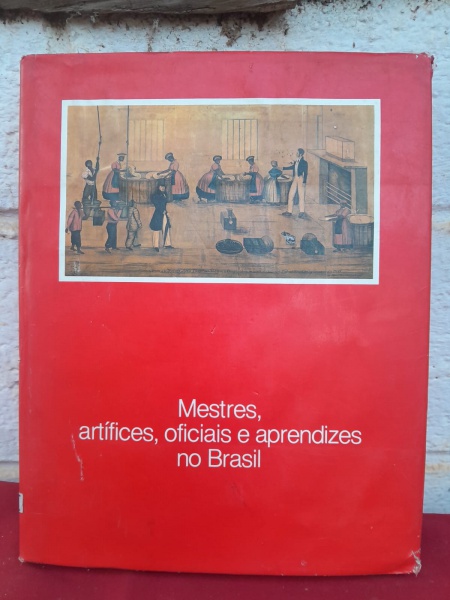 Mestres,
artífices, oficiais e aprendizes
no Brasil